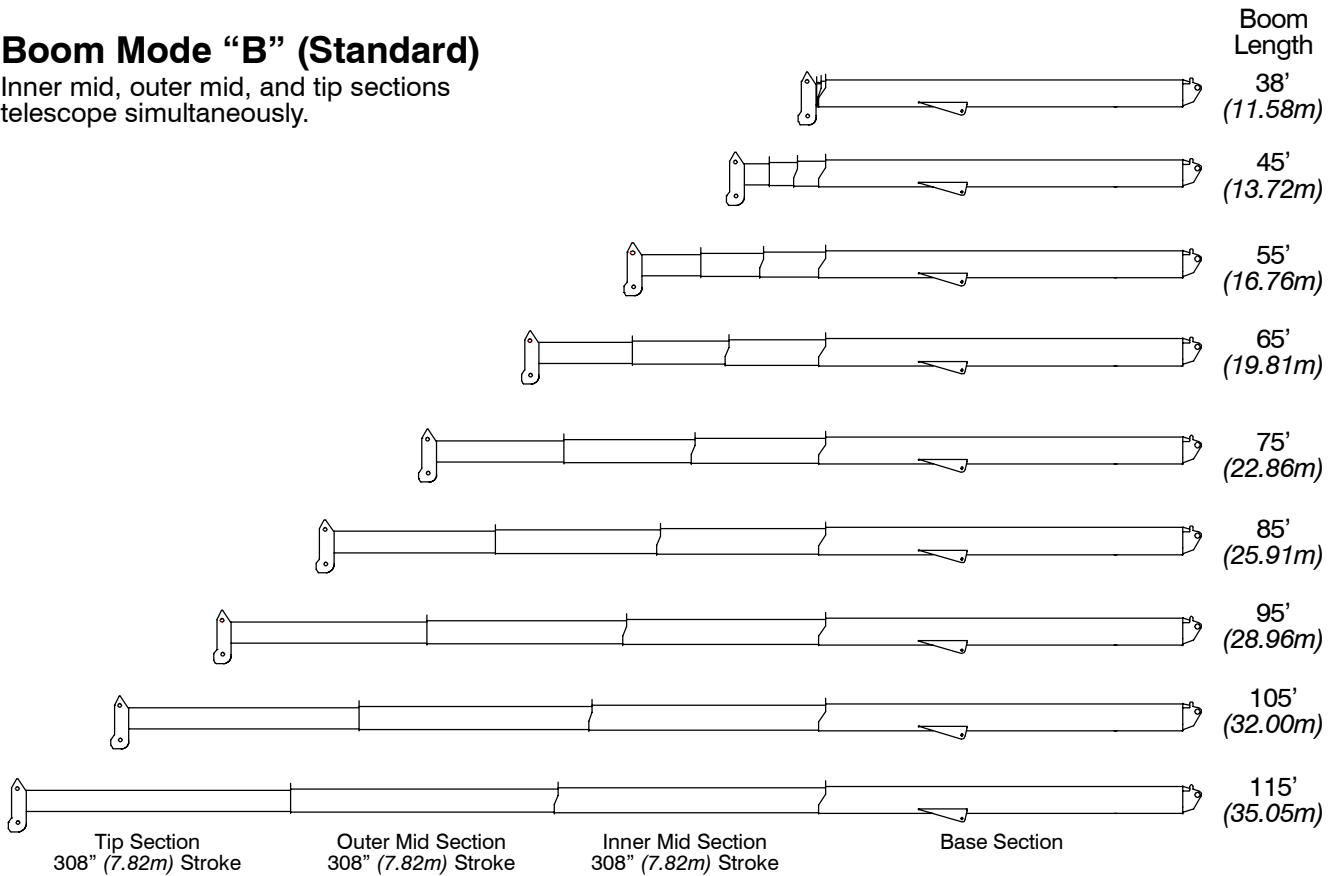 Boom Mode “B” (Standard)
Inner mid, outer mid, and tip sections
telescope simultaneously.
Boom
Length
38’
(11.58m)
45’
(13.72m)
55’
(16.76m)
65’
(19.81m)
75’
(22.86m)
85’
(25.91m)
95’
(28.96m)
105’
(32.00m)
115’
(35.05m)
Tip Section
308” (7.82m) Stroke
Outer Mid Section
308” (7.82m) Stroke
Inner Mid Section
308” (7.82m) Stroke
Base Section